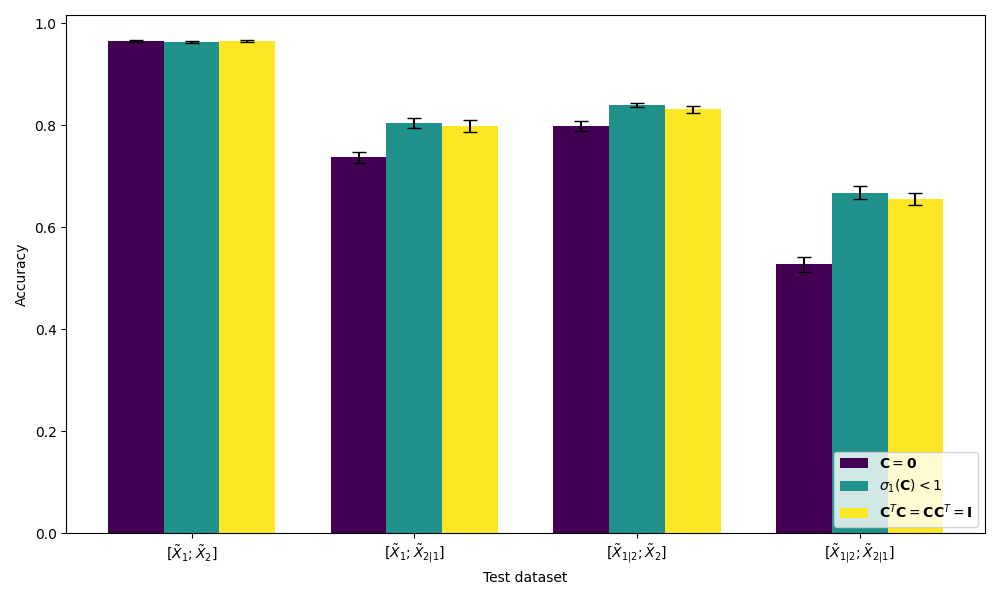 1.0
0.8
0.6
0.4
0.2
0.0
Accuracy
[X̃₁; X̃₂]
[X̃₁; X̃₂|₁]
[X̃₁|₂; X̃₂]
[X̃₁|₂; X̃₂|₁]
Test dataset
C = 0
σ₁(C) < 1
CᵀC = CCᵀ = I